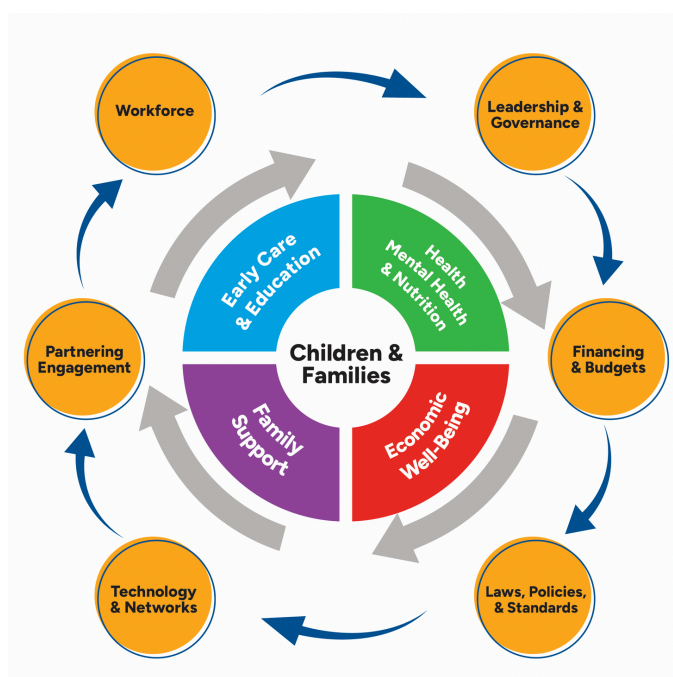 Workforce
Leadership &
Governance
Early Care
& Education
Health
Mental Health
& Nutrition
Partnering
Engagement
Children &
Families
Financing
& Budgets
Family
Support
Economic
Well-Being
Technology
& Networks
Laws, Policies,
& Standards